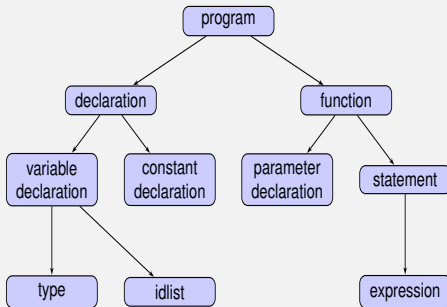 program
declaration
function
variable
declaration
constant
declaration
parameter
declaration
statement
type
idlist
expression